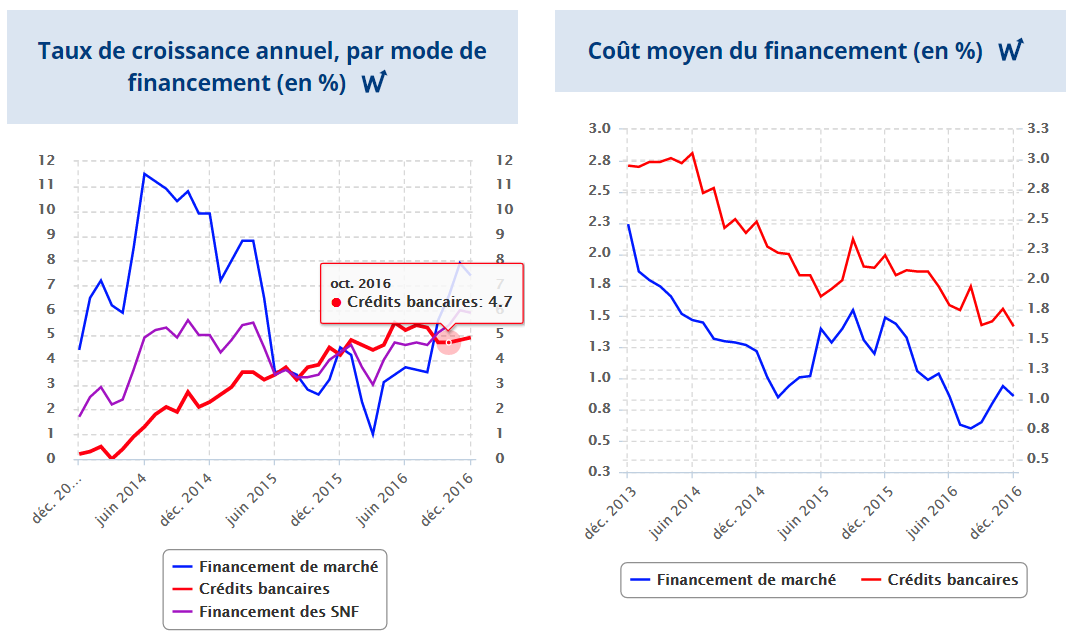 Taux de croissance annuel, par mode de
financement (en %)
12 12
11 11
10 10
9 9
8 8
7 7
6 6
5 5
4 4
3 3
2 2
1 1
0 0
oct. 2016
Crédits bancaires: 4.7
déc. 20...
juin 2014
déc. 2014
juin 2015
déc. 2015
juin 2016
déc. 2016
Financement de marché
Crédits bancaires
Financement des SNF
Coût moyen du financement (en %)
3.0 3.3
2.8 3.0
2.5 2.8
2.3 2.5
2.0 2.3
1.8 2.0
1.5 1.8
1.3 1.5
1.0 1.3
0.8 1.0
0.5 0.8
0.3 0.5
déc. 2013
juin 2014
déc. 2014
juin 2015
déc. 2015
juin 2016
déc. 2016
Financement de marché Crédits bancaires